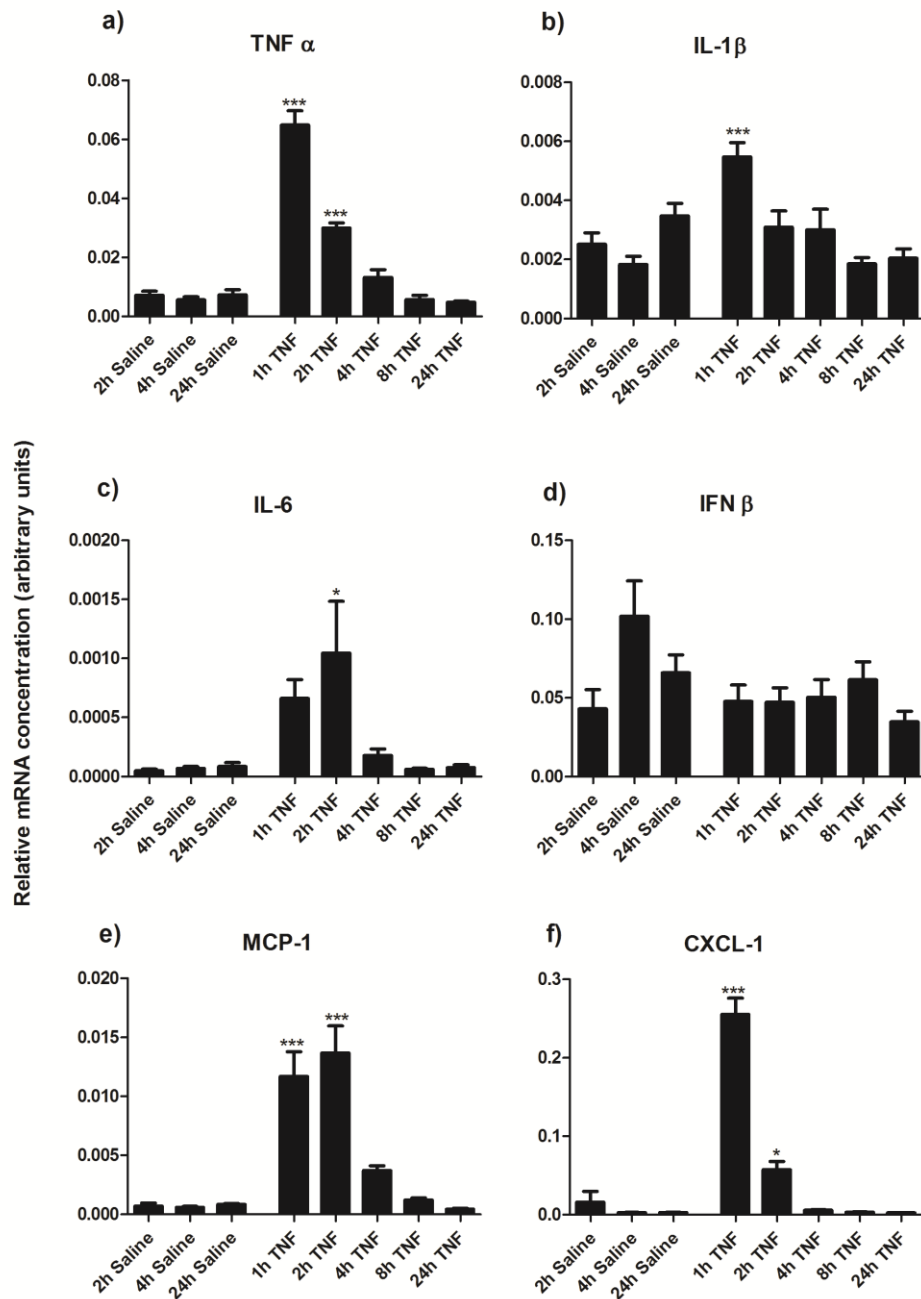 a)
TNF α
0.08
0.06
0.04
0.02
0.00
***
***
2h Saline
4h Saline
24h Saline
1h TNF
2h TNF
4h TNF
8h TNF
24h TNF
b)
IL-1β
0.008
0.006
0.004
0.002
0.000
***
2h Saline
4h Saline
24h Saline
1h TNF
2h TNF
4h TNF
8h TNF
24h TNF
Relative mRNA concentration (arbitrary units)
c)
IL-6
0.0020
0.0015
0.0010
0.0005
0.0000
*
2h Saline
4h Saline
24h Saline
1h TNF
2h TNF
4h TNF
8h TNF
24h TNF
d)
IFN β
0.15
0.10
0.05
0.00
2h Saline
4h Saline
24h Saline
1h TNF
2h TNF
4h TNF
8h TNF
24h TNF
e)
MCP-1
0.020
0.015
0.010
0.005
0.000
***
***
2h Saline
4h Saline
24h Saline
1h TNF
2h TNF
4h TNF
8h TNF
24h TNF
f)
CXCL-1
0.3
0.2
0.1
0.0
***
*
2h Saline
4h Saline
24h Saline
1h TNF
2h TNF
4h TNF
8h TNF
24h TNF